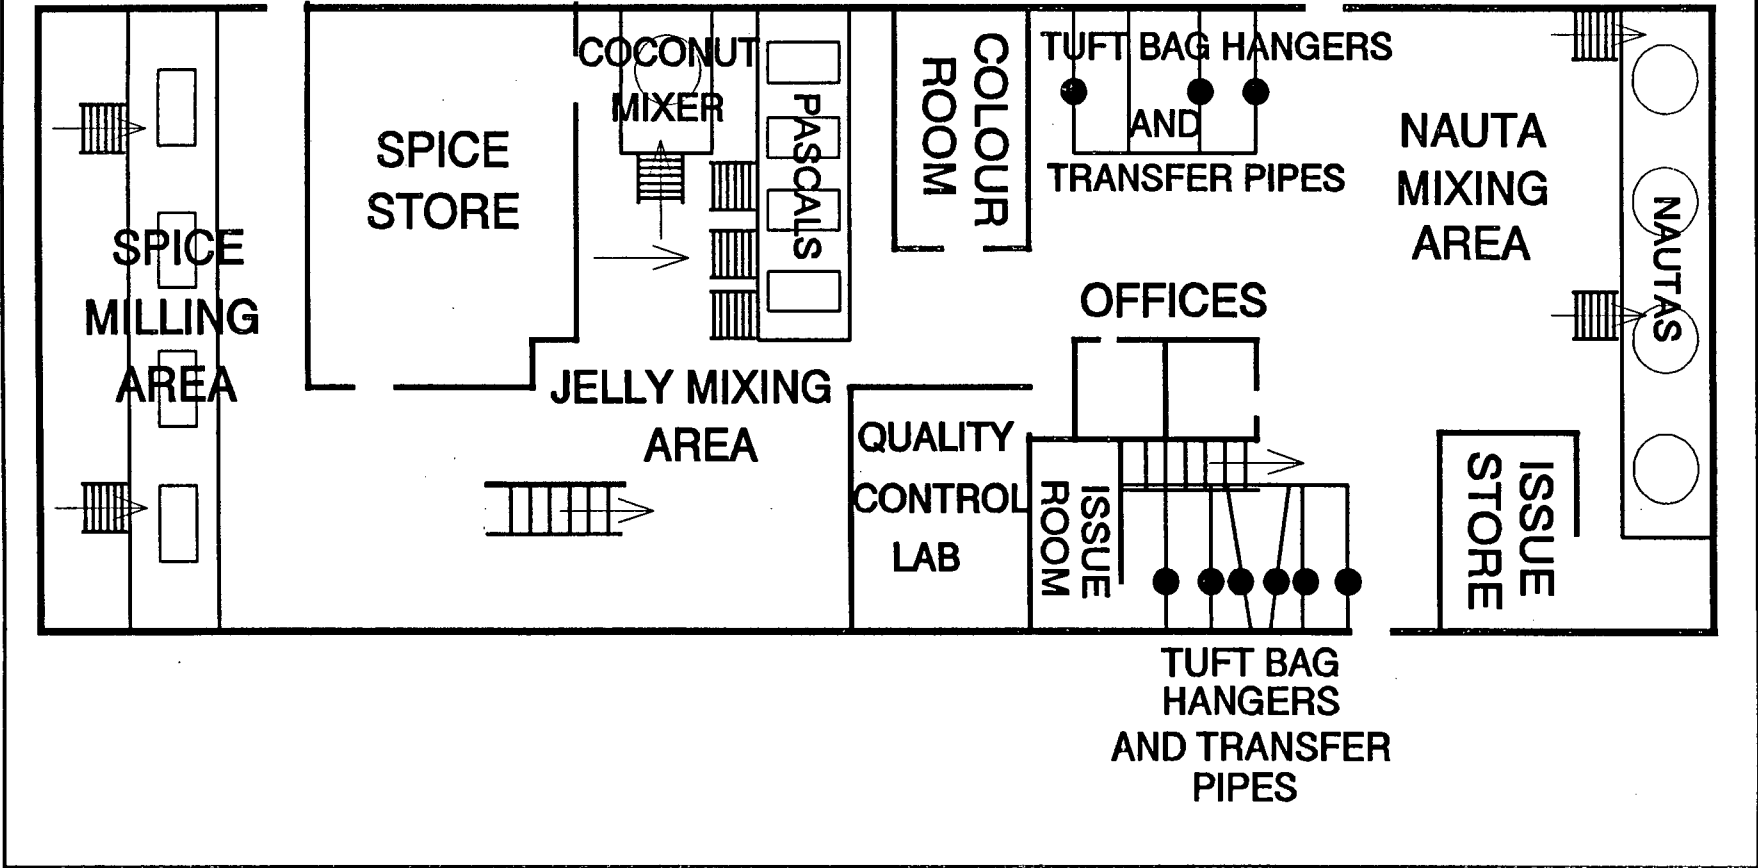 SPICE
MILLING
AREA
SPICE
STORE
COCONUT
MIXER
PASCALS
JELLY MIXING
AREA
COLOUR
ROOM
TUFT BAG HANGERS
AND
TRANSFER PIPES
OFFICES
QUALITY
CONTROL
LAB
ISSUE
ROOM
TUFT BAG
HANGERS
AND TRANSFER
PIPES
NAUTA
MIXING
AREA
NAUTAS
ISSUE
STORE